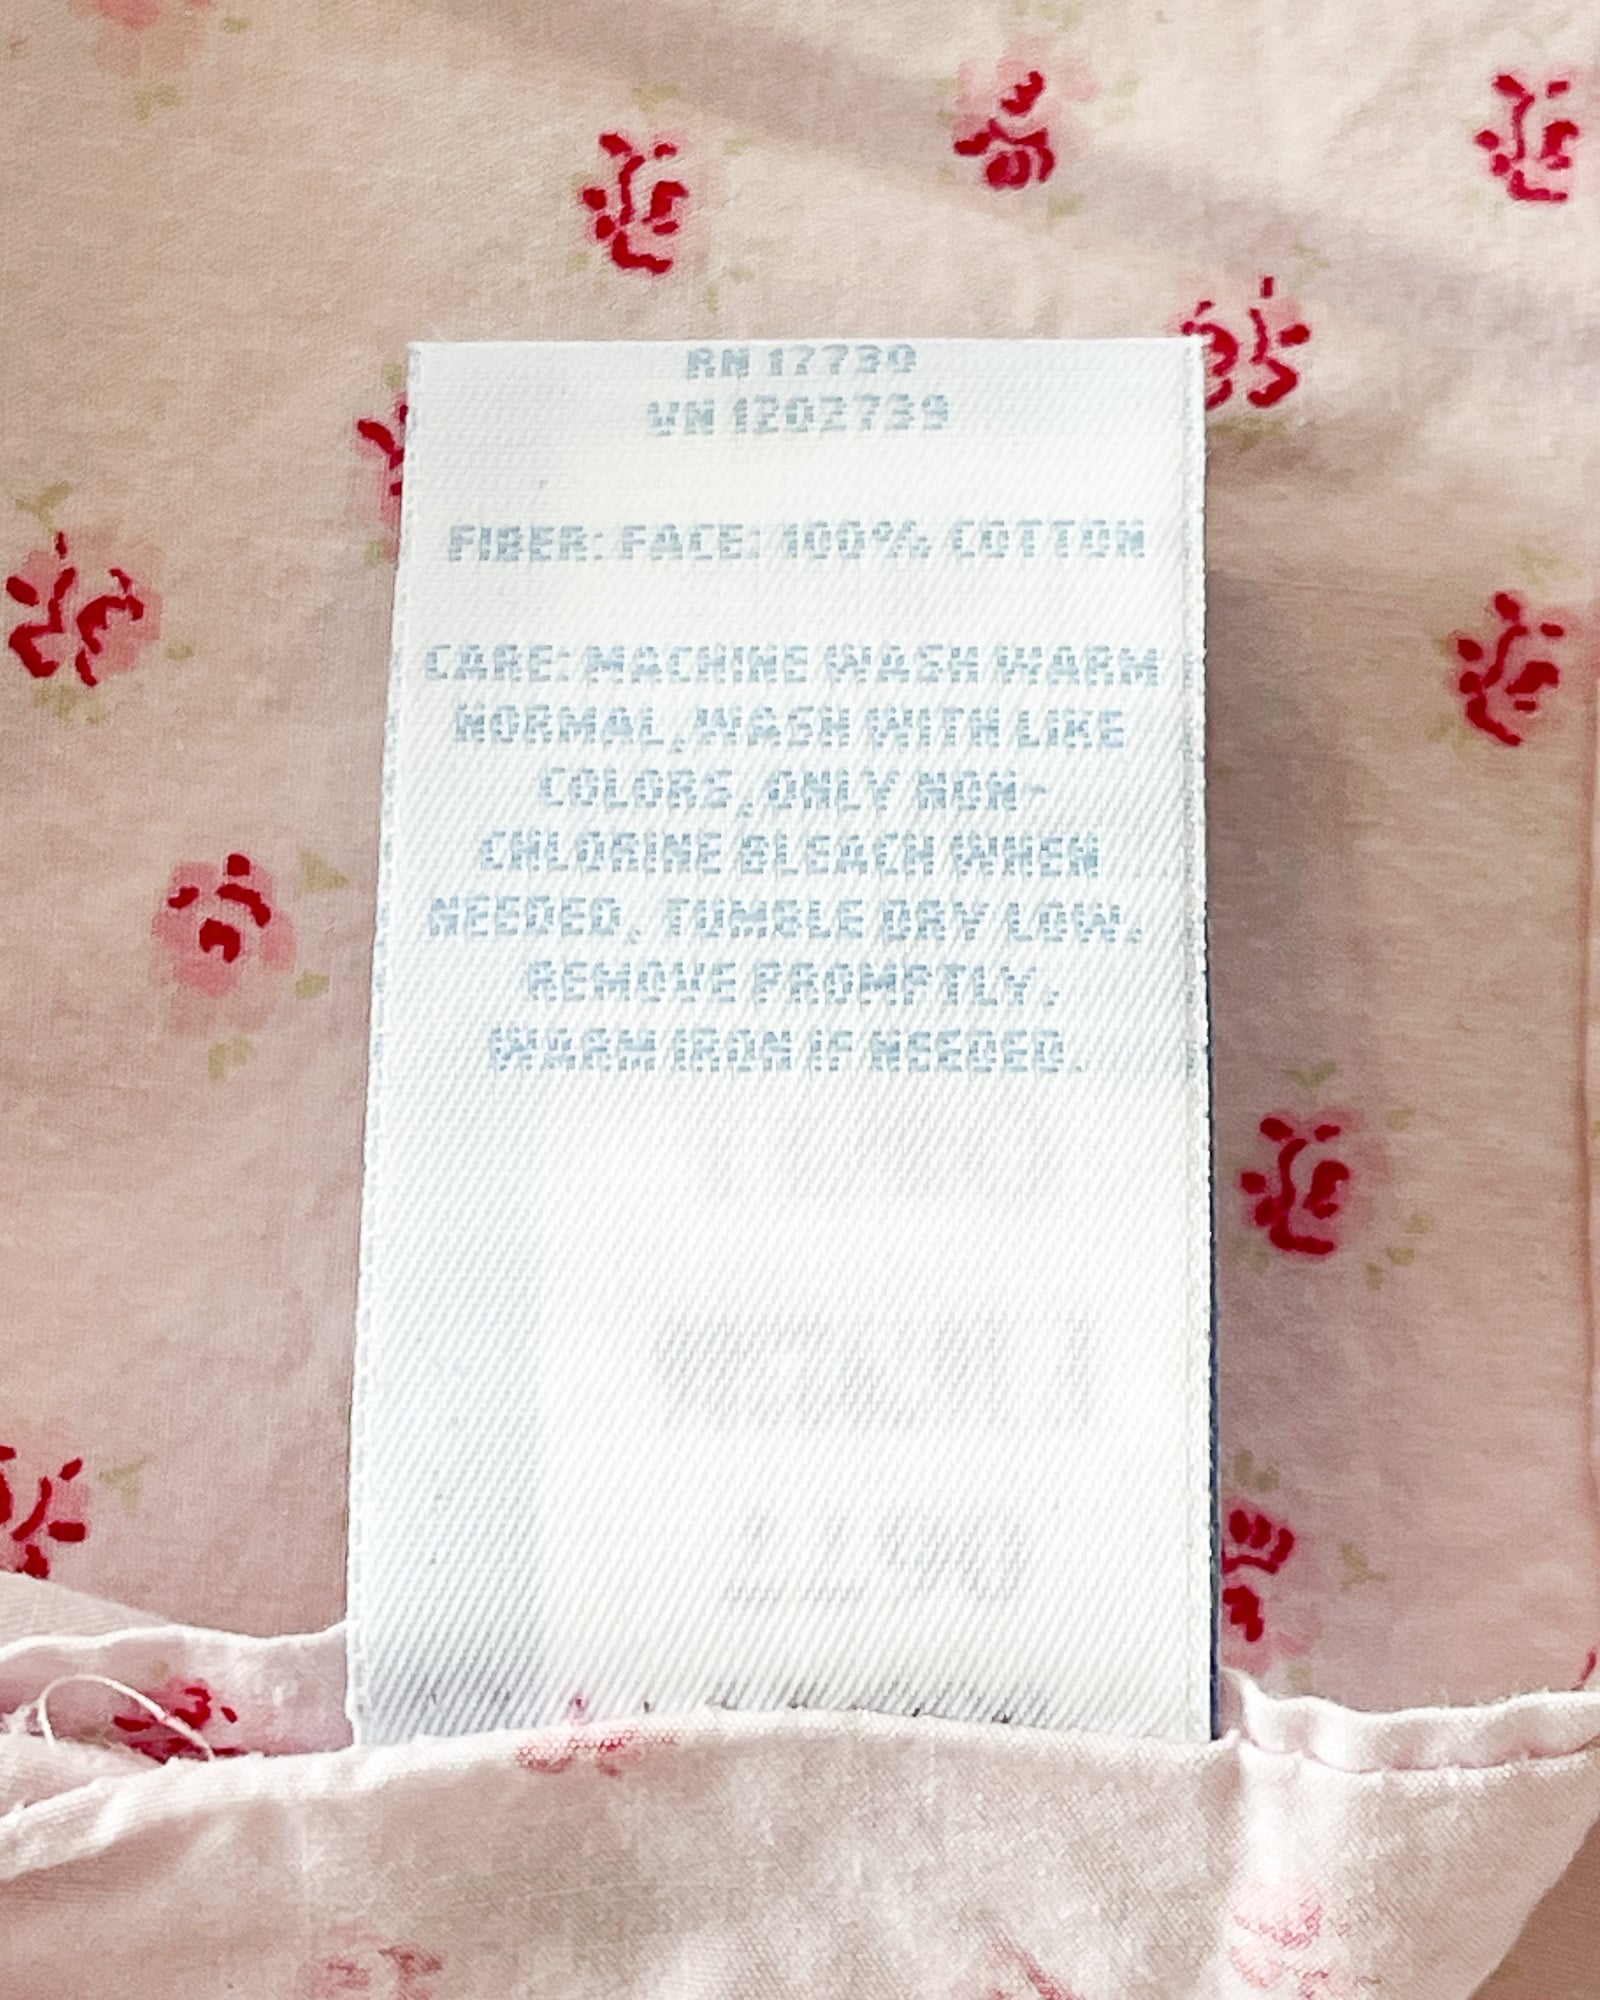 RN 17730
VN 1202739
FIBER: FACE: 100% COTTON
CARE: MACHINE WASH WARM
NORMAL, WASH WITH LIKE
COLORS, ONLY NON-
CHLORINE BLEACH WHEN
NEEDED, TUMBLE DRY LOW.
REMOVE PROMPTLY.
WARM IRON IF NEEDED.